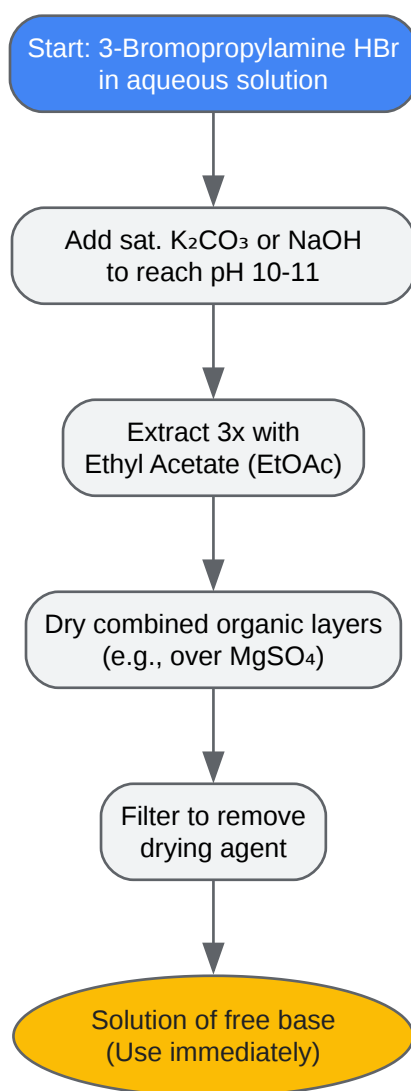 Start: 3-Bromopropylamine HBr
in aqueous solution
Add sat. K₂CO₃ or NaOH
to reach pH 10-11
Extract 3x with
Ethyl Acetate (EtOAc)
Dry combined organic layers
(e.g., over MgSO₄)
Filter to remove
drying agent
Solution of free base
(Use immediately)